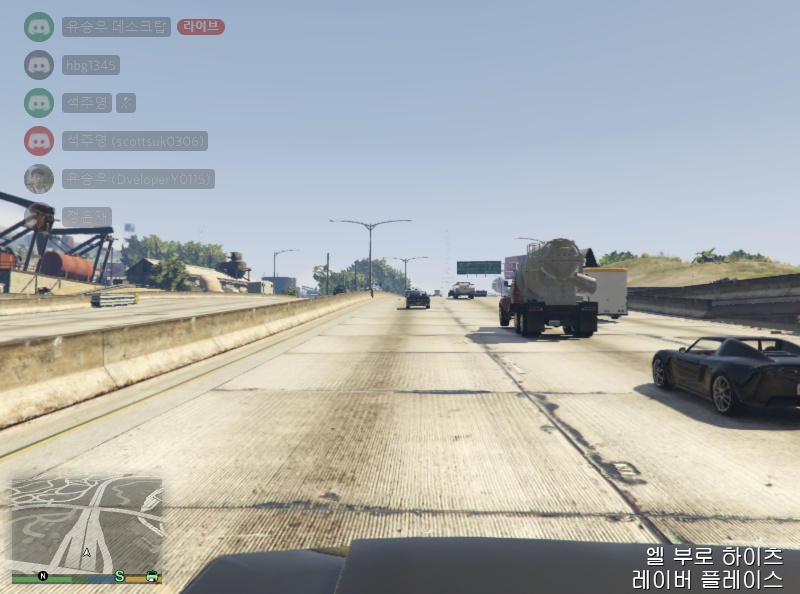 유승우 데스크탑 라이브
hbg1345
석주영
석주영 (scottsuk0306)
유승우 (DveloperY0115)
N
S
엘 부로 하이츠
레이버 플레이스